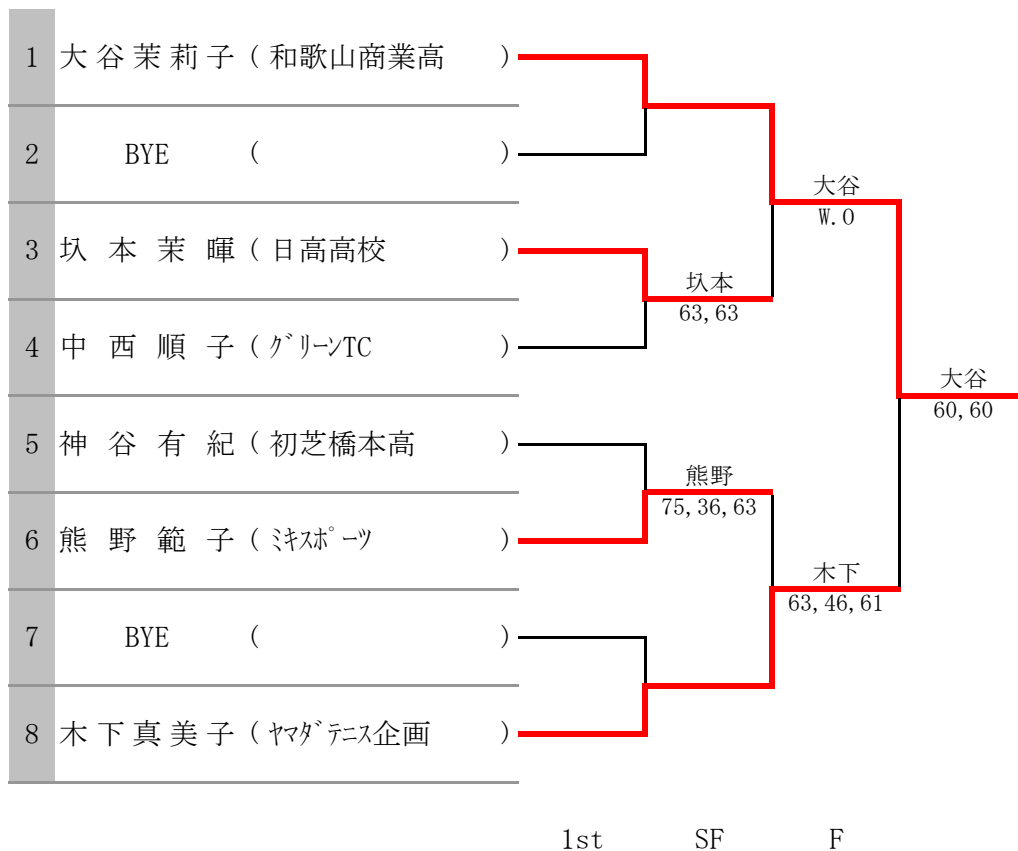 1 大谷茉莉子 ( 和歌山商業高 )
2 BYE ( )
大谷
W.O
3 圦本茉暉 ( 日高高校 )
圦本
63,63
4 中西順子 ( ｸﾞﾘｰﾝTC )
大谷
60,60
5 神谷有紀 ( 初芝橋本高 )
熊野
75,36,63
6 熊野範子 ( ﾐｷｽﾎﾟｰﾂ )
木下
63,46,61
7 BYE ( )
8 木下真美子 ( ﾔﾏﾀﾞﾃﾆｽ企画 )
1st SF F